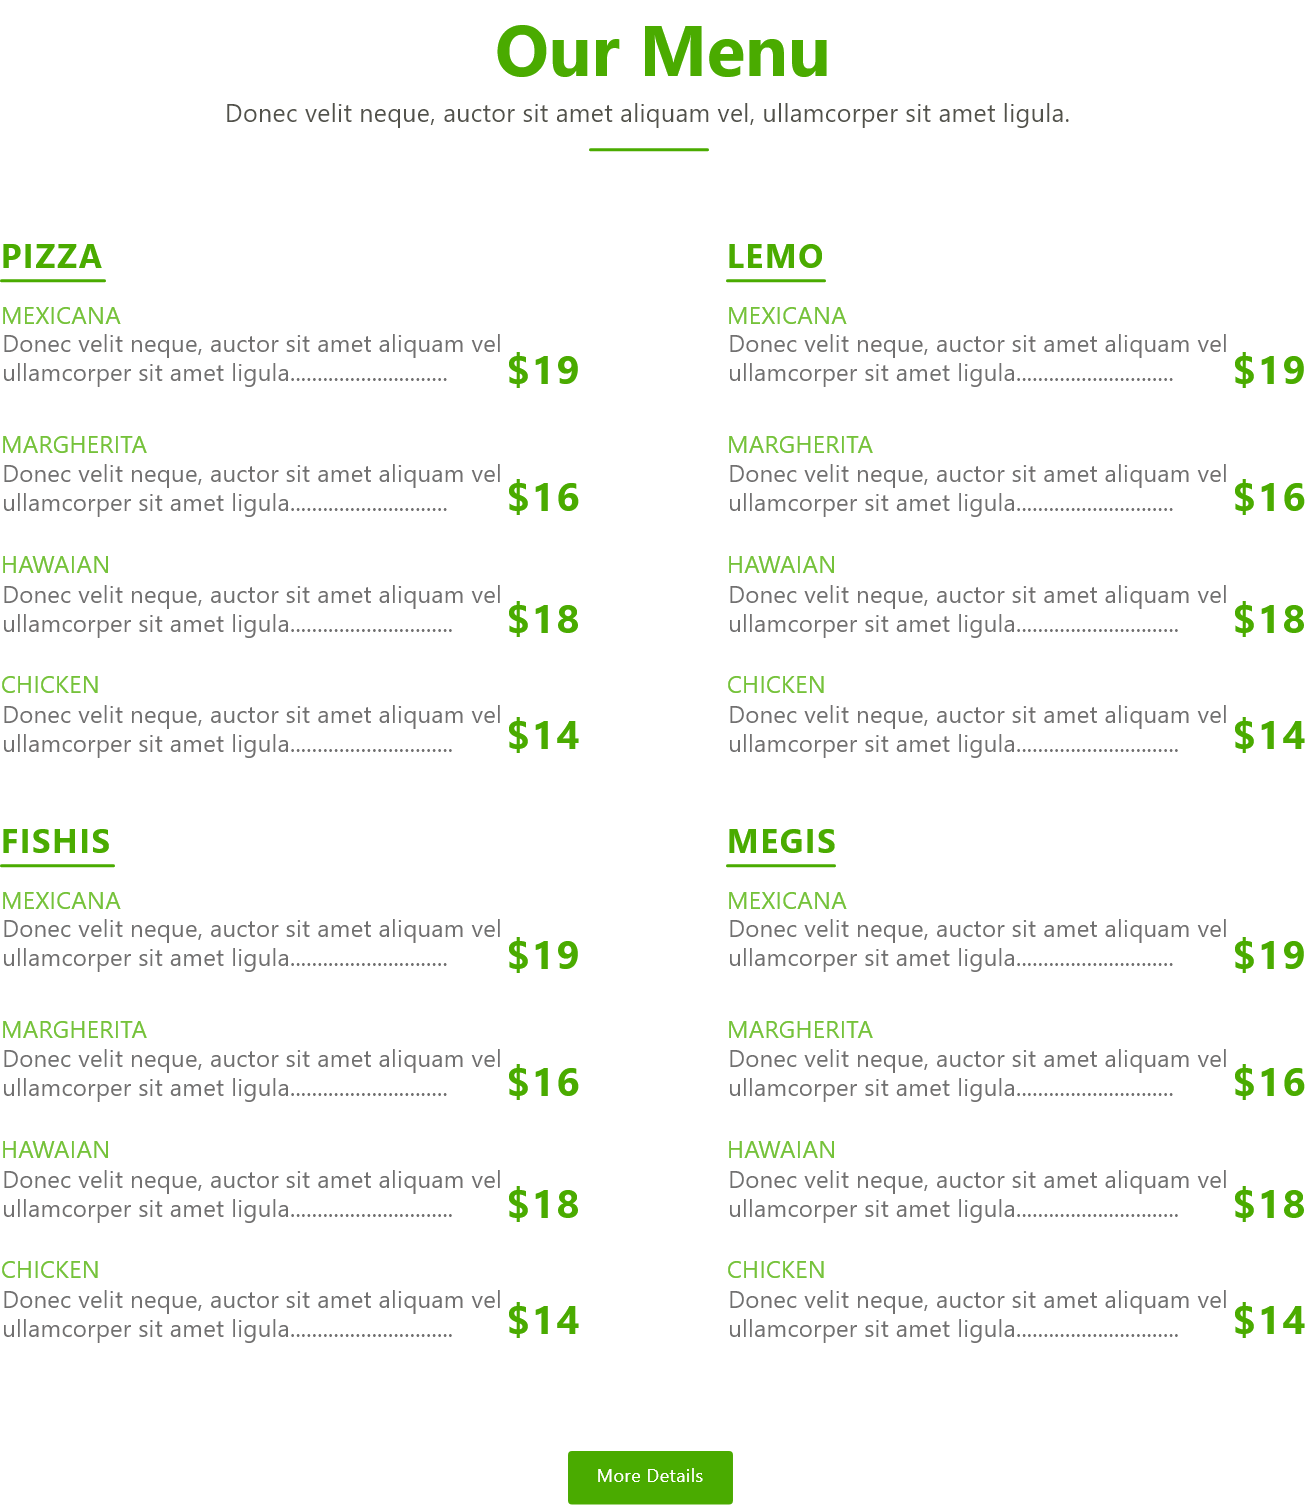 Our Menu
Donec velit neque, auctor sit amet aliquam vel, ullamcorper sit amet ligula.
PIZZA
MEXICANA
Donec velit neque, auctor sit amet aliquam vel
ullamcorper sit amet ligula............................. $19
MARGHERITA
Donec velit neque, auctor sit amet aliquam vel
ullamcorper sit amet ligula............................. $16
HAWAIAN
Donec velit neque, auctor sit amet aliquam vel
ullamcorper sit amet ligula.............................. $18
CHICKEN
Donec velit neque, auctor sit amet aliquam vel
ullamcorper sit amet ligula.............................. $14
LEMO
MEXICANA
Donec velit neque, auctor sit amet aliquam vel
ullamcorper sit amet ligula............................. $19
MARGHERITA
Donec velit neque, auctor sit amet aliquam vel
ullamcorper sit amet ligula............................. $16
HAWAIAN
Donec velit neque, auctor sit amet aliquam vel
ullamcorper sit amet ligula.............................. $18
CHICKEN
Donec velit neque, auctor sit amet aliquam vel
ullamcorper sit amet ligula.............................. $14
FISHIS
MEXICANA
Donec velit neque, auctor sit amet aliquam vel
ullamcorper sit amet ligula............................. $19
MARGHERITA
Donec velit neque, auctor sit amet aliquam vel
ullamcorper sit amet ligula............................. $16
HAWAIAN
Donec velit neque, auctor sit amet aliquam vel
ullamcorper sit amet ligula.............................. $18
CHICKEN
Donec velit neque, auctor sit amet aliquam vel
ullamcorper sit amet ligula.............................. $14
MEGIS
MEXICANA
Donec velit neque, auctor sit amet aliquam vel
ullamcorper sit amet ligula............................. $19
MARGHERITA
Donec velit neque, auctor sit amet aliquam vel
ullamcorper sit amet ligula............................. $16
HAWAIAN
Donec velit neque, auctor sit amet aliquam vel
ullamcorper sit amet ligula.............................. $18
CHICKEN
Donec velit neque, auctor sit amet aliquam vel
ullamcorper sit amet ligula.............................. $14
More Details